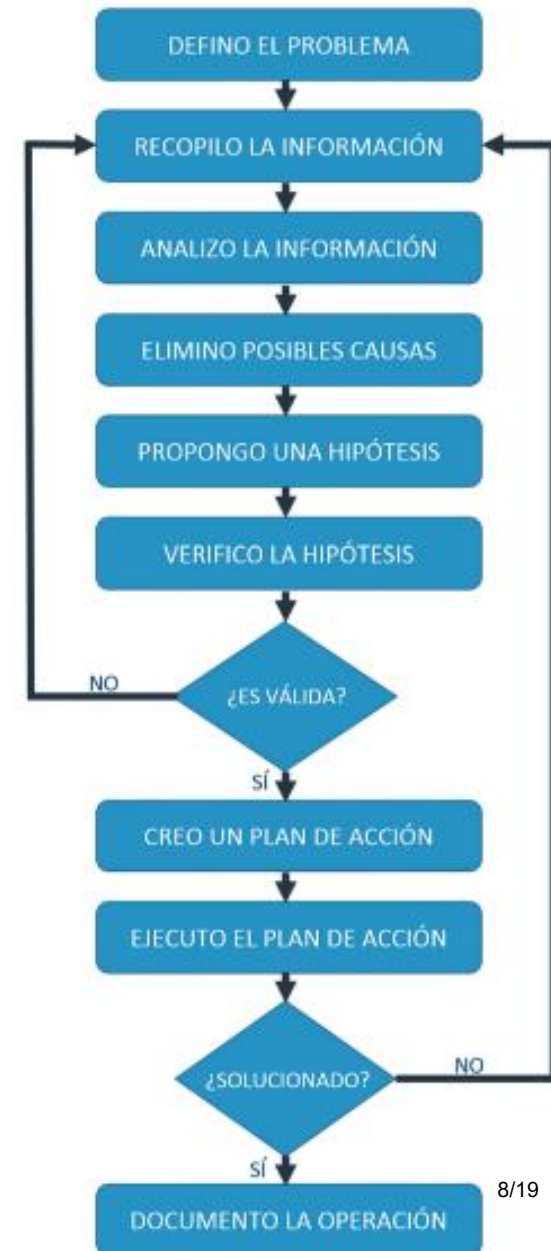 DEFINO EL PROBLEMA
RECOPILO LA INFORMACIÓN
ANALIZO LA INFORMACIÓN
ELIMINO POSIBLES CAUSAS
PROPONGO UNA HIPÓTESIS
VERIFICO LA HIPÓTESIS
NO
¿ES VÁLIDA?
SÍ
CREO UN PLAN DE ACCIÓN
EJECUTO EL PLAN DE ACCIÓN
¿SOLUCIONADO?
NO
SÍ
8/19
DOCUMENTO LA OPERACIÓN